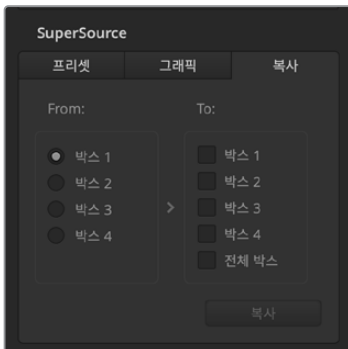 SuperSource
프리셋 그래픽 복사
From: To:
박스 1 박스 1
박스 2 박스 2
박스 3 > 박스 3
박스 4 박스 4
전체 박스
복사